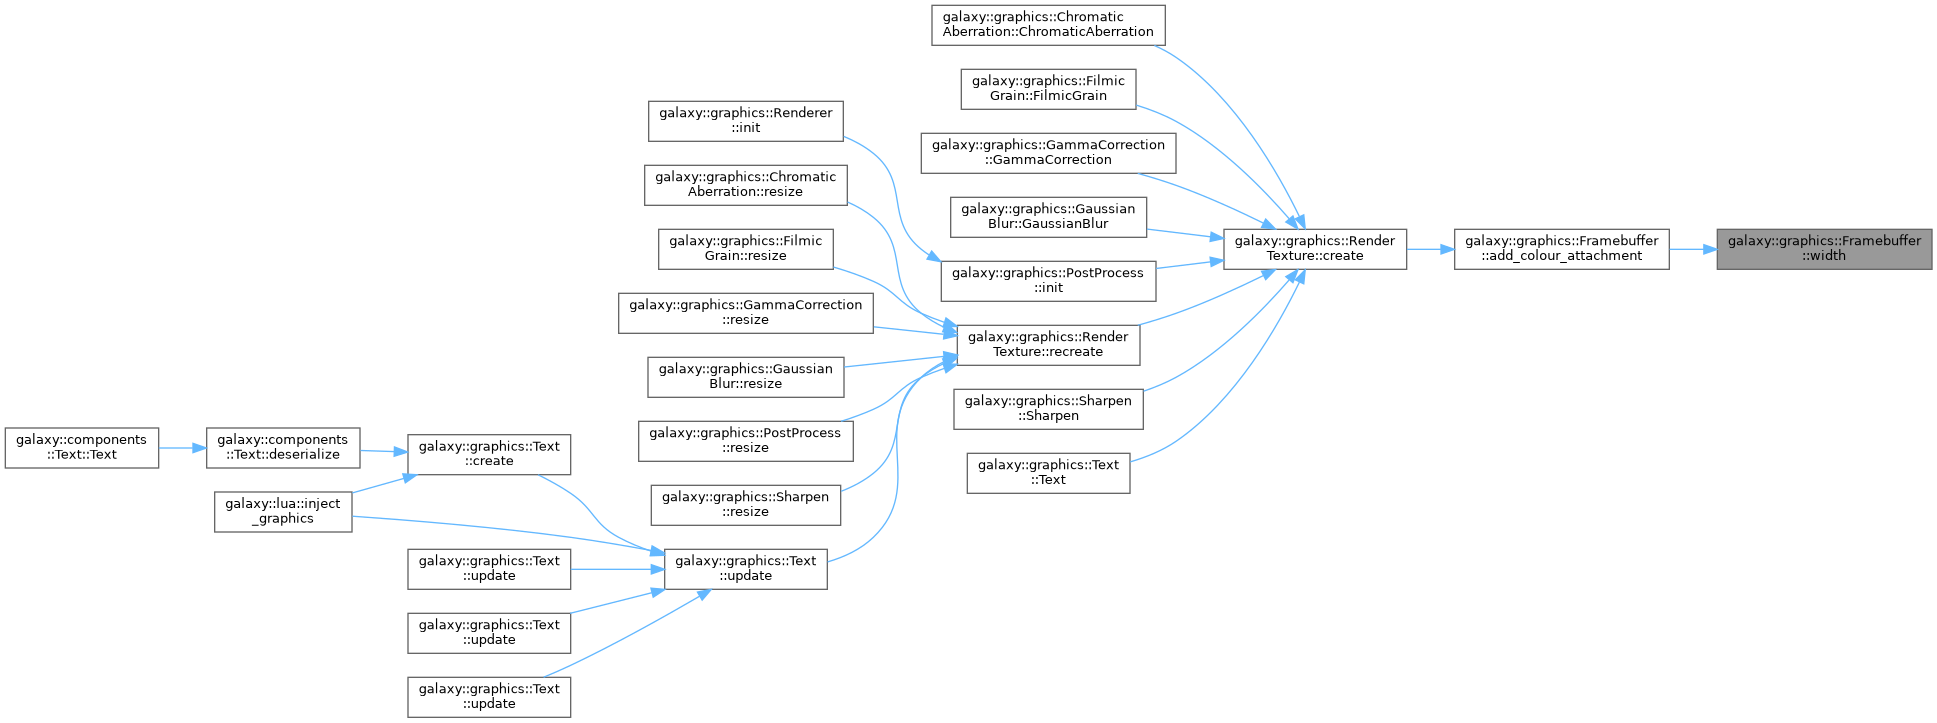 galaxy::graphics::Chromatic
Aberration::ChromaticAberration
galaxy::graphics::Filmic
Grain::FilmicGrain
galaxy::graphics::Renderer
::init
galaxy::graphics::GammaCorrection
::GammaCorrection
galaxy::graphics::Chromatic
Aberration::resize
galaxy::graphics::Gaussian
Blur::GaussianBlur
galaxy::graphics::Filmic
Grain::resize
galaxy::graphics::Render
Texture::create
galaxy::graphics::Framebuffer
::add_colour_attachment
galaxy::graphics::Framebuffer
::width
galaxy::graphics::PostProcess
::init
galaxy::graphics::GammaCorrection
::resize
galaxy::graphics::Render
Texture::recreate
galaxy::graphics::Gaussian
Blur::resize
galaxy::graphics::Sharpen
::Sharpen
galaxy::graphics::PostProcess
::resize
galaxy::components
::Text::Text
galaxy::components
::Text::deserialize
galaxy::graphics::Text
::create
galaxy::graphics::Text
::Text
galaxy::graphics::Sharpen
::resize
galaxy::lua::inject
_graphics
galaxy::graphics::Text
::update
galaxy::graphics::Text
::update
galaxy::graphics::Text
::update
galaxy::graphics::Text
::update